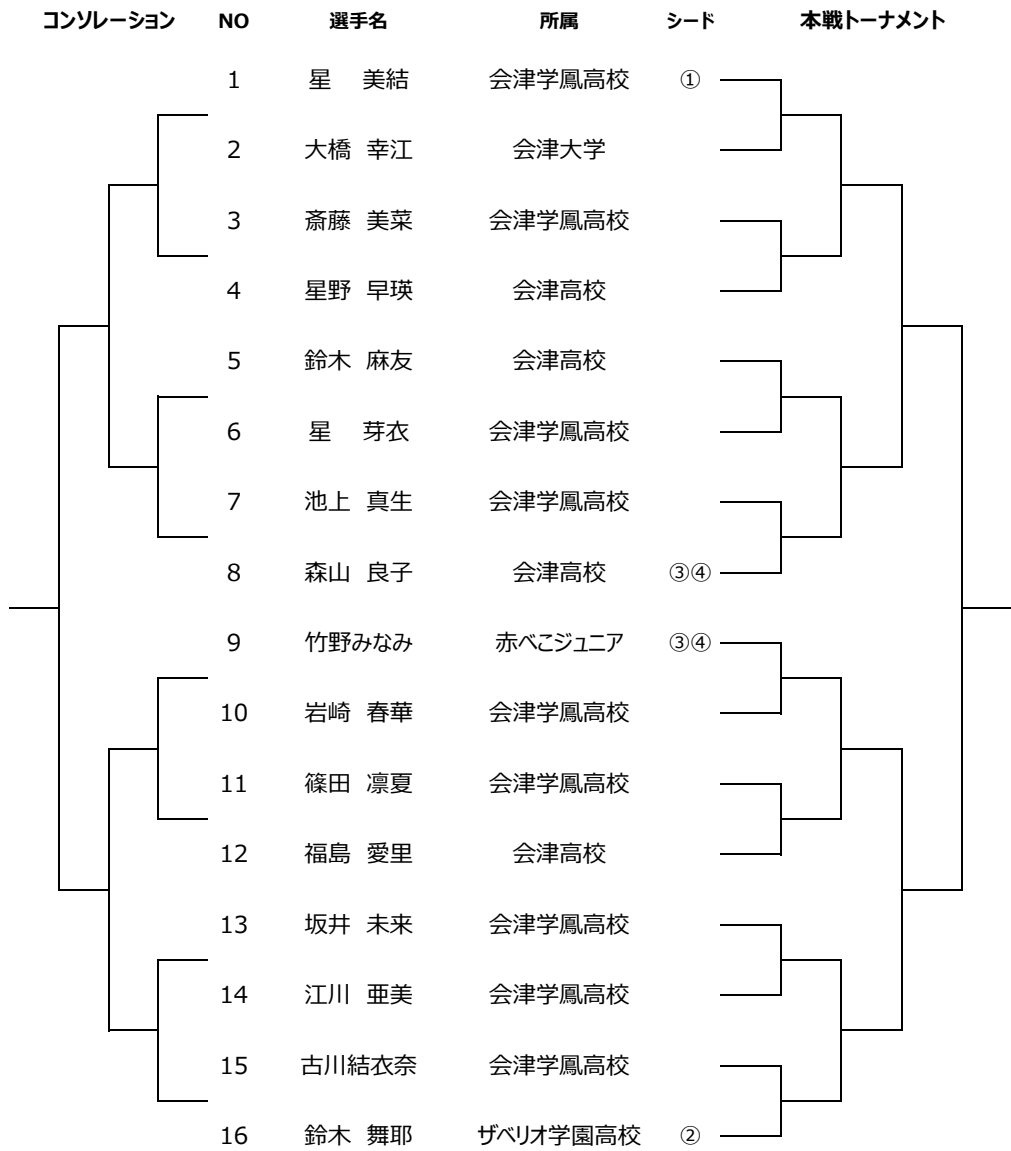 コンソレーション NO 選手名 所属 シード 本戦トーナメント
1 星 美結 会津学鳳高校 ①
2 大橋 幸江 会津大学
3 斎藤 美菜 会津学鳳高校
4 星野 早瑛 会津高校
5 鈴木 麻友 会津高校
6 星 芽衣 会津学鳳高校
7 池上 真生 会津学鳳高校
8 森山 良子 会津高校 ③④
9 竹野みなみ 赤べこジュニア ③④
10 岩崎 春華 会津学鳳高校
11 篠田 凛夏 会津学鳳高校
12 福島 愛里 会津高校
13 坂井 未来 会津学鳳高校
14 江川 亜美 会津学鳳高校
15 古川結衣奈 会津学鳳高校
16 鈴木 舞耶 ザベリオ学園高校 ②